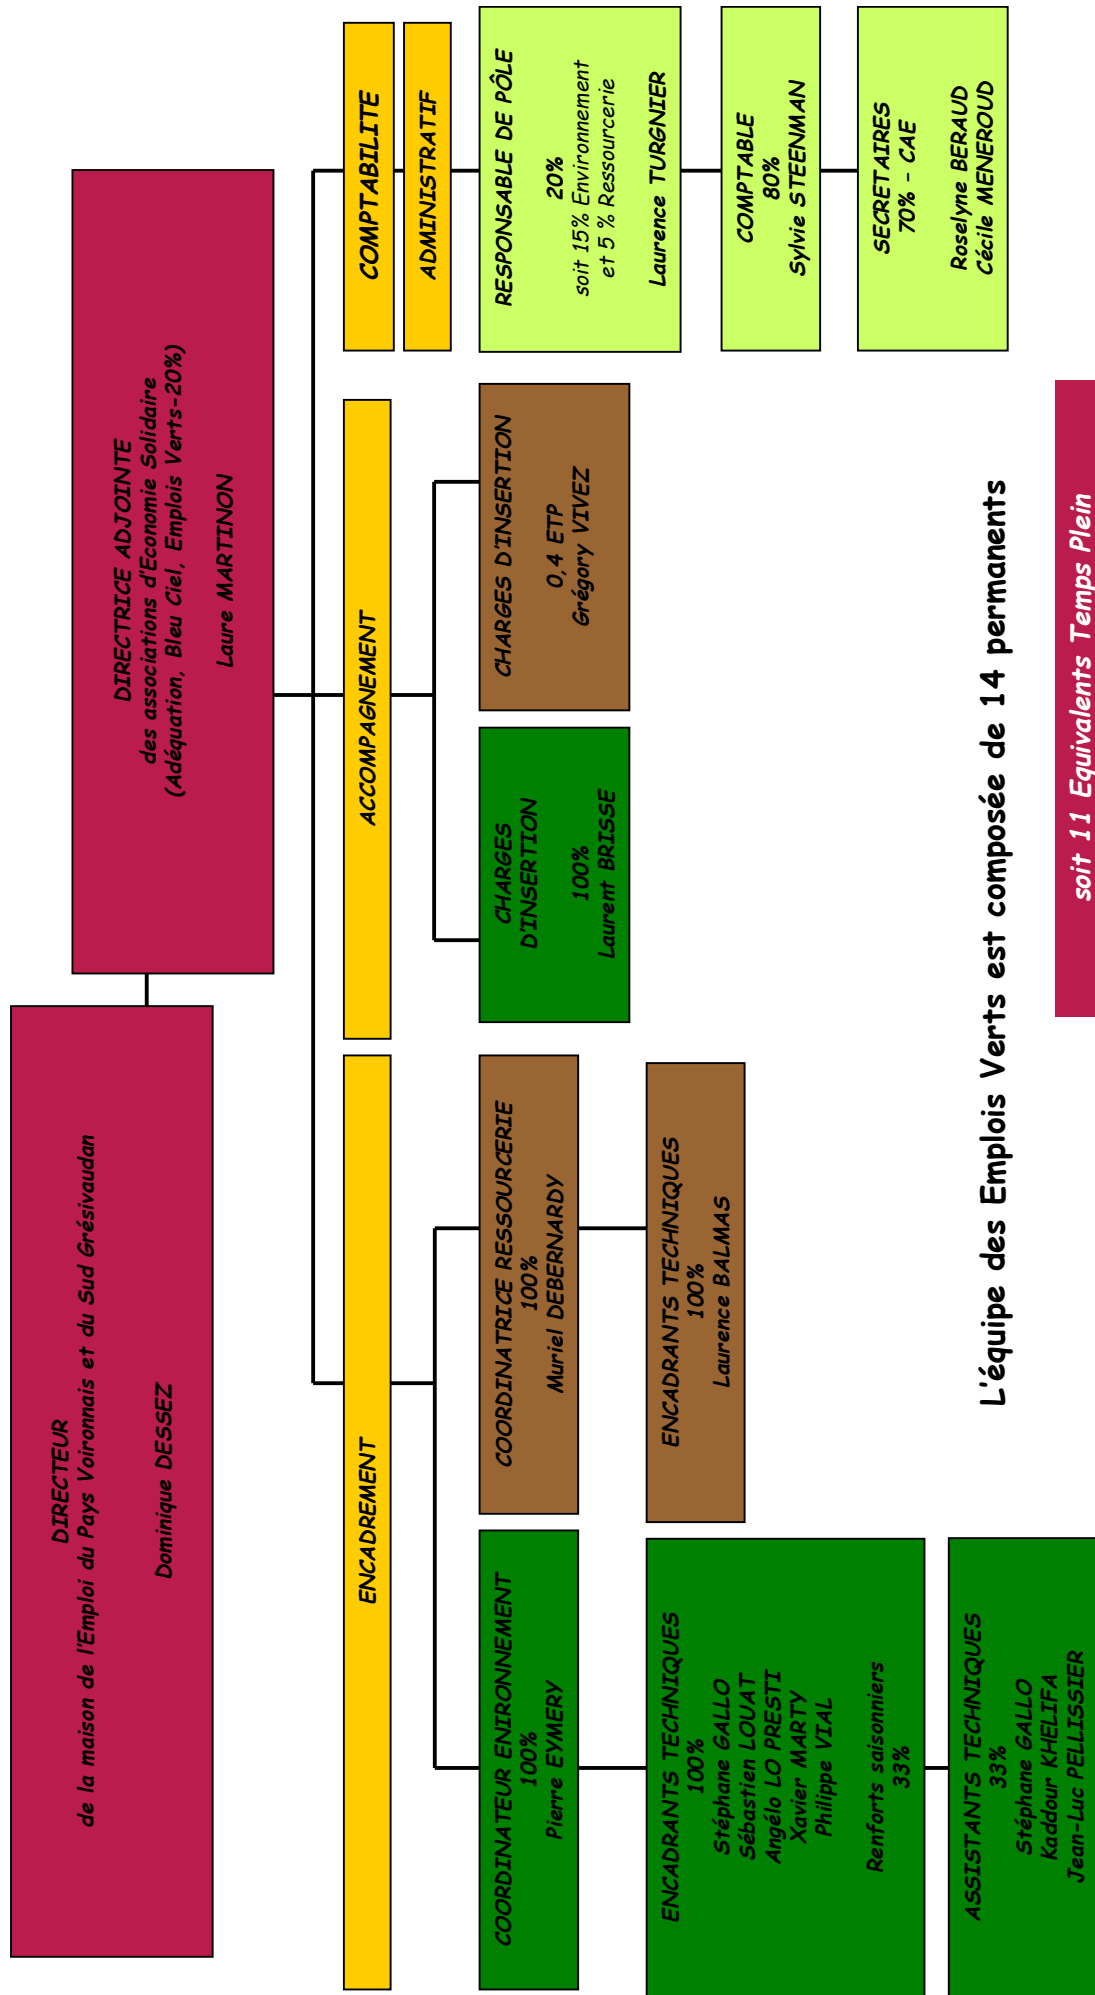 DIRECTEUR
de la maison de l'Emploi du Pays Voironnais et du Sud Grésivaudan
Dominique DESSEZ
DIRECTRICE ADJOINTE
des associations d'Economie Solidaire
(Adéquation, Bleu Ciel, Emplois Verts-20%)
Laure MARTINON
ENCADREMENT
ACCOMPAGNEMENT
COMPTABILITE
ADMINISTRATIF
COORDINATEUR ENIRONNEMENT
100%
Pierre EYMERY
COORDINATRICE RESSOURCERIE
100%
Muriel DEBERNARDY
CHARGES
D'INSERTION
100%
Laurent BRISSE
CHARGES D'INSERTION
0,4 ETP
Grégory VIVEZ
RESPONSABLE DE PÔLE
20%
soit 15% Environnement
et 5 % Ressourcerie
Laurence TURGNIER
ENCADRANTS TECHNIQUES
100%
Stéphane GALLO
Sébastien LOUAT
Angélo LO PRESTI
Xavier MARTY
Philippe VIAL
Renforts saisonniers
33%
ENCADRANTS TECHNIQUES
100%
Laurence BALMAS
COMPTABLE
80%
Sylvie STEENMAN
SECRETAIRES
70% - CAE
Roselyne BERAUD
Cécile MENEROUD
ASSISTANTS TECHNIQUES
33%
Stéphane GALLO
Kaddour KHELIFA
Jean-Luc PELLISSIER
L'équipe des Emplois Verts est composée de 14 permanents
soit 11 Equivalents Temps Plein